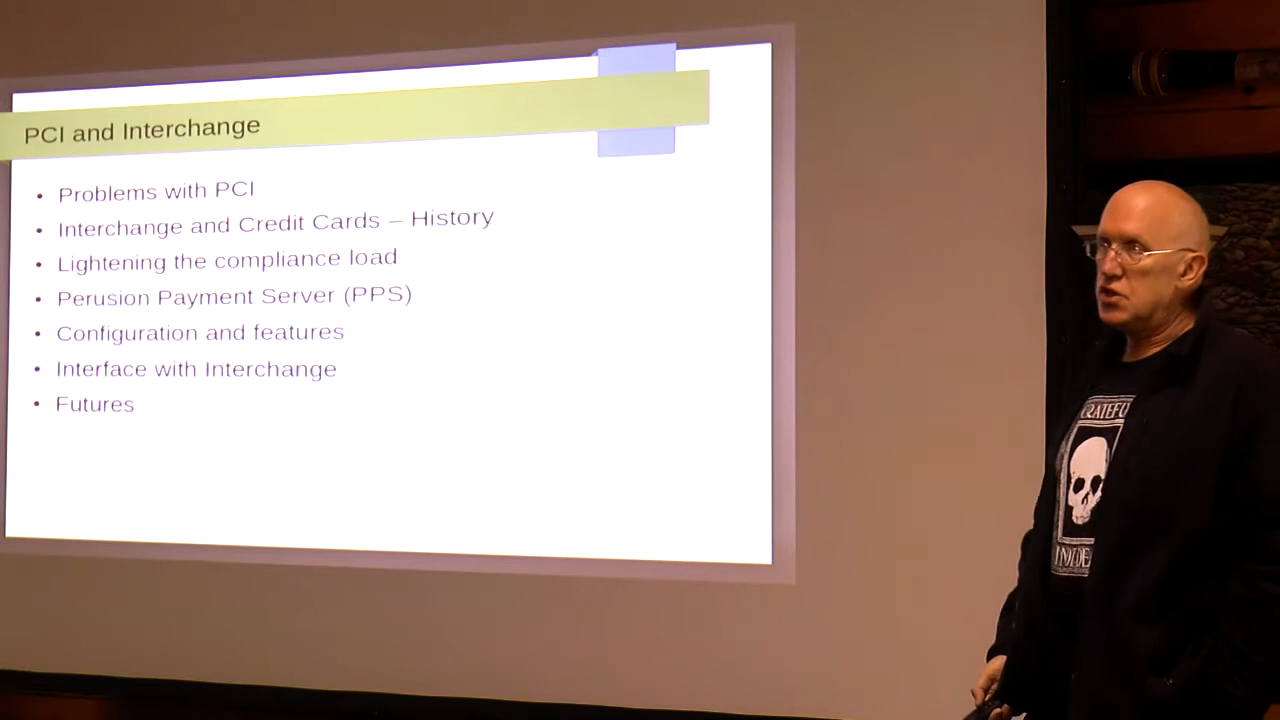 PCI and Interchange
• Problems with PCI
• Interchange and Credit Cards – History
• Lightening the compliance load
• Perusion Payment Server (PPS)
• Configuration and features
• Interface with Interchange
• Futures